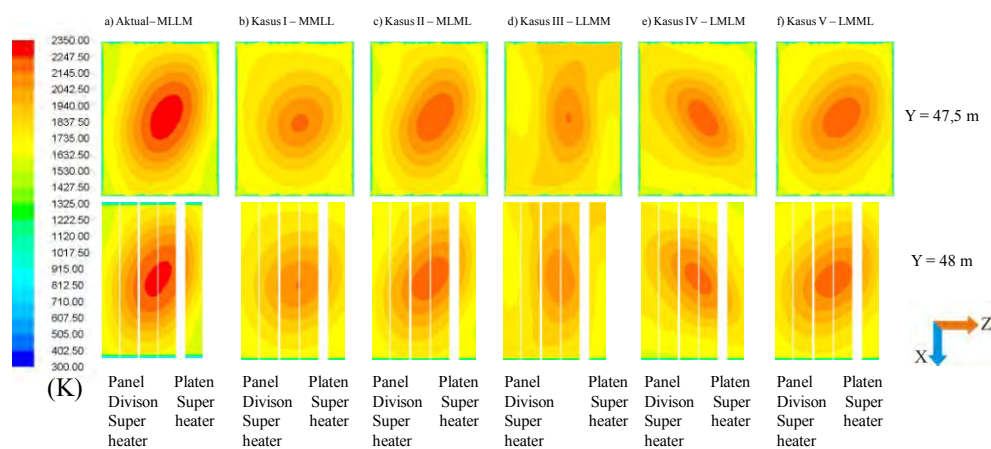 a) Aktual– MLLM
b) Kasus I – MMLL
c) Kasus II – MLML
d) Kasus III – LLMM
e) Kasus IV – LMLM
f) Kasus V – LMML
2350.00
2247.50
2145.00
2042.50
1940.00
1837.50
1735.00
1632.50
1530.00
1427.50
1325.00
1222.50
1120.00
1017.50
915.00
812.50
710.00
607.50
505.00
402.50
300.00
(K)
Y = 47,5 m
Y = 48 m
Z
X
Panel
Divison
Super
heater
Platen
Super
heater
Panel
Divison
Super
heater
Platen
Super
heater
Panel
Divison
Super
heater
Platen
Super
heater
Panel
Divison
Super
heater
Platen
Super
heater
Panel
Divison
Super
heater
Platen
Super
heater
Panel
Divison
Super
heater
Platen
Super
heater